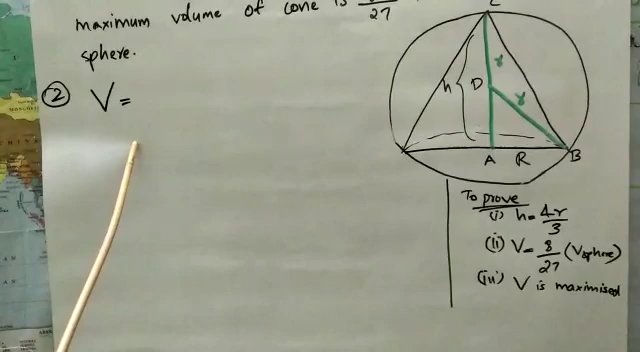 maximum volume of cone is 8/27
sphere.
② V =
C
r
h
D
r
A
R
B
To prove
(i) h = 4r/3
(ii) V = 8/27 (Vsphere)
(iii) V is maximised